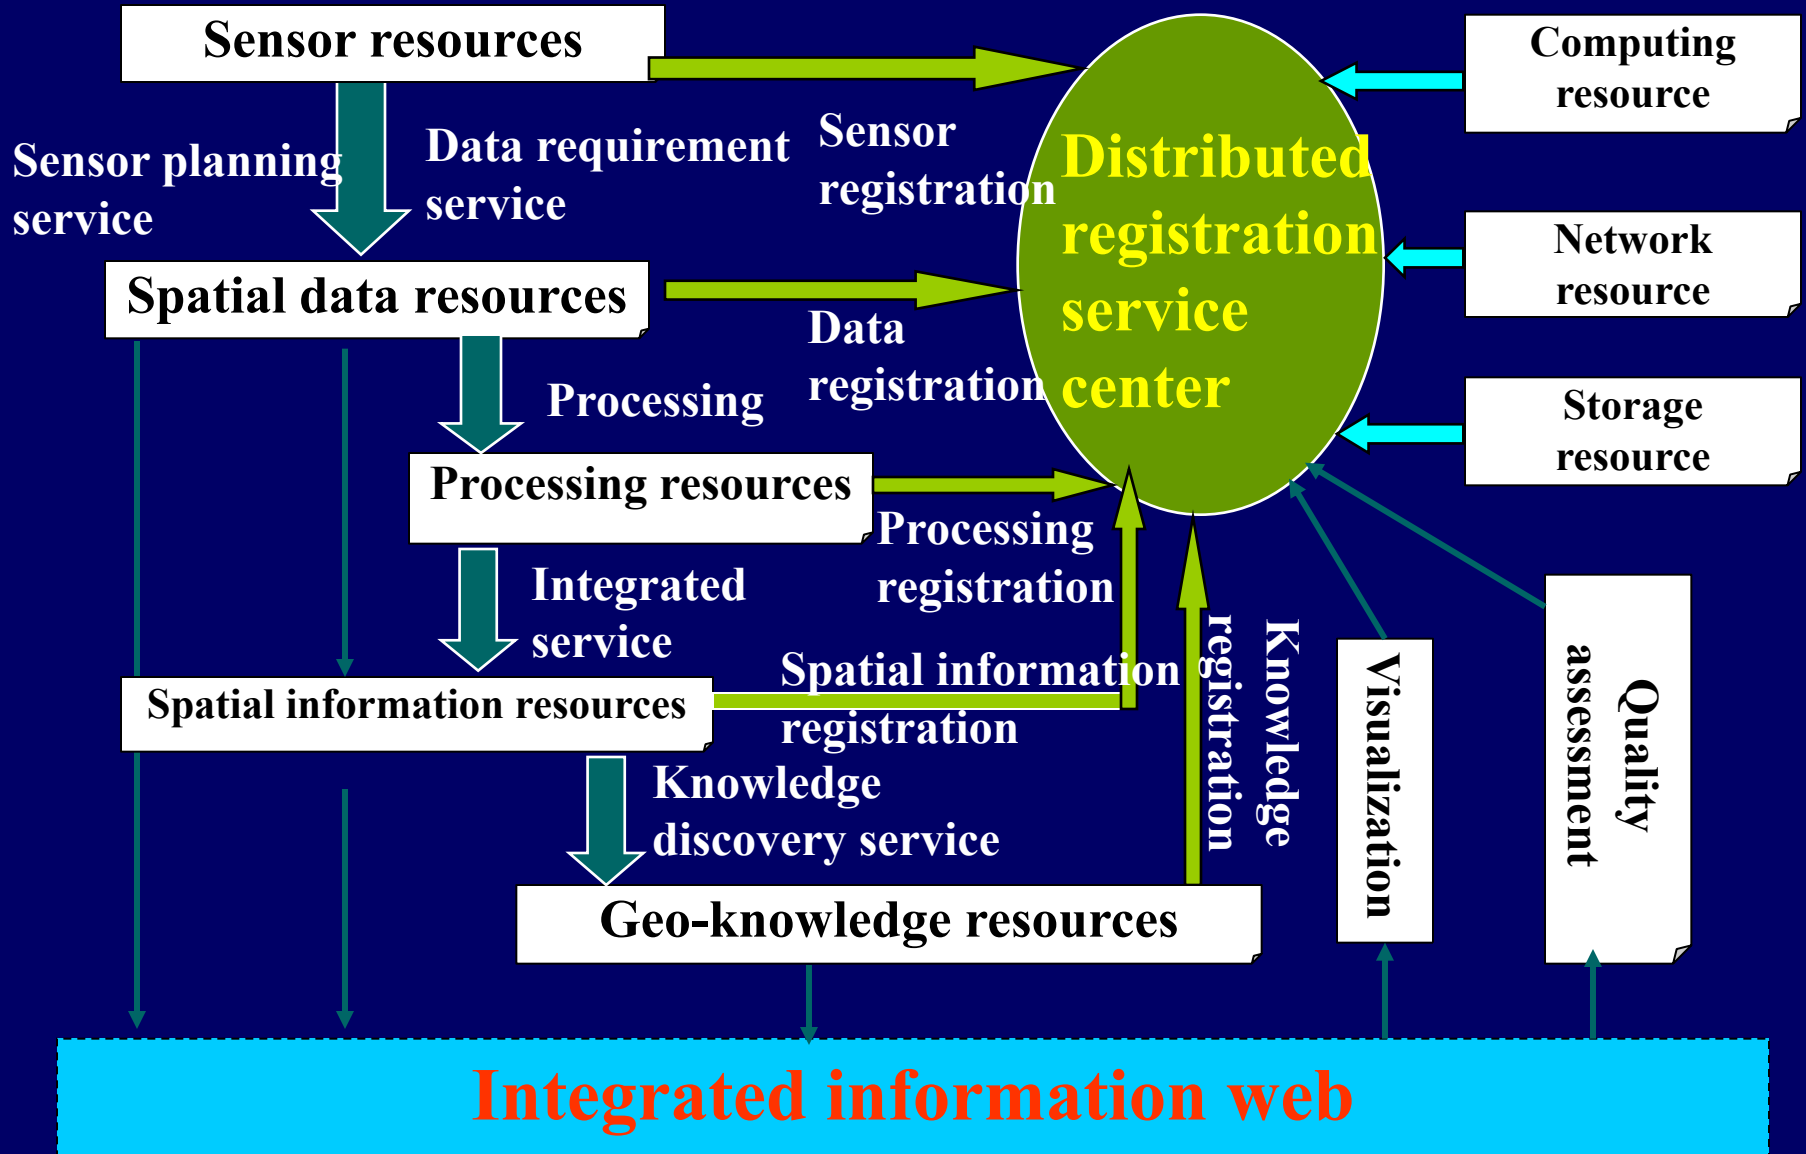 Sensor resources
Computing
resource
Sensor planning
service
Data requirement
service
Sensor
registration
Distributed
registration
service
center
Network
resource
Spatial data resources
Data
registration
Storage
resource
Processing
Processing resources
Processing
registration
Integrated
service
Spatial information resources
Spatial information
registration
Knowledge
registration
Visualization
Quality
assessment
Knowledge
discovery service
Geo-knowledge resources
Integrated information web